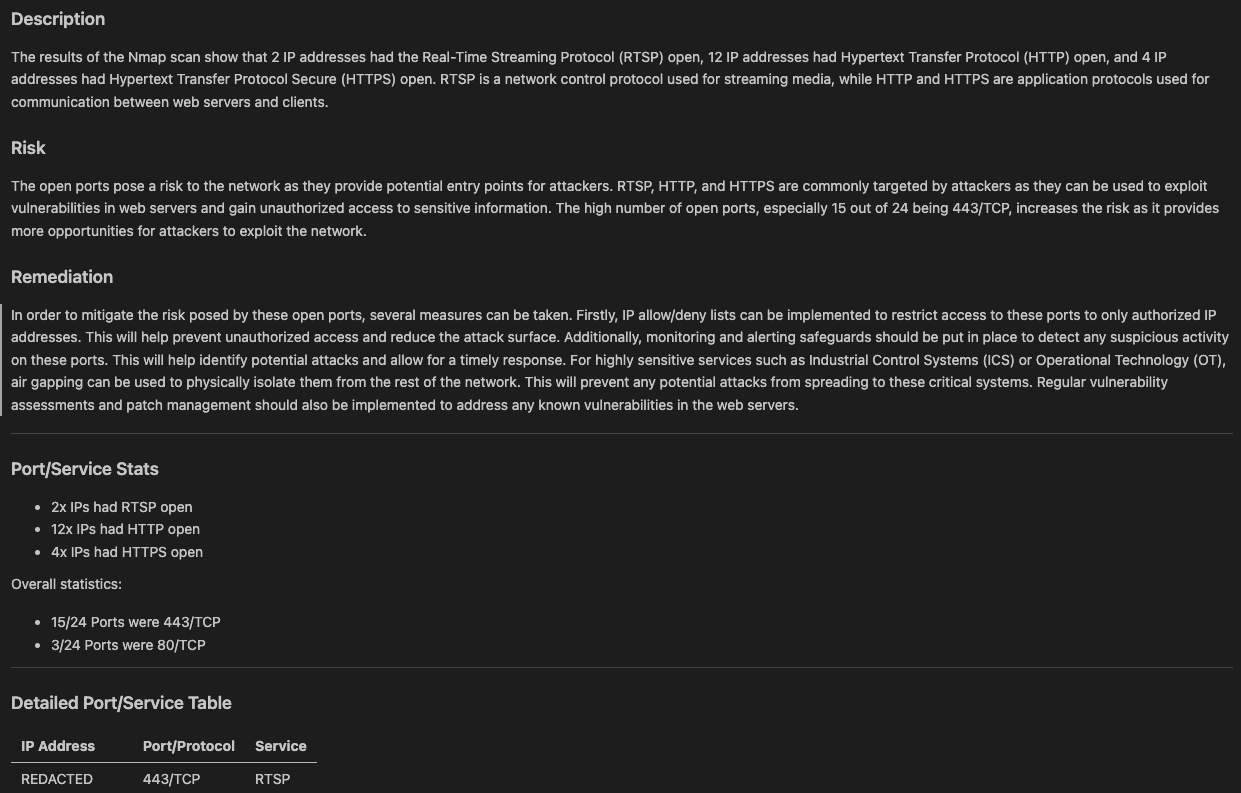 Description
The results of the Nmap scan show that 2 IP addresses had the Real-Time Streaming Protocol (RTSP) open, 12 IP addresses had Hypertext Transfer Protocol (HTTP) open, and 4 IP
addresses had Hypertext Transfer Protocol Secure (HTTPS) open. RTSP is a network control protocol used for streaming media, while HTTP and HTTPS are application protocols used for
communication between web servers and clients.
Risk
The open ports pose a risk to the network as they provide potential entry points for attackers. RTSP, HTTP, and HTTPS are commonly targeted by attackers as they can be used to exploit
vulnerabilities in web servers and gain unauthorized access to sensitive information. The high number of open ports, especially 15 out of 24 being 443/TCP, increases the risk as it provides
more opportunities for attackers to exploit the network.
Remediation
In order to mitigate the risk posed by these open ports, several measures can be taken. Firstly, IP allow/deny lists can be implemented to restrict access to these ports to only authorized IP
addresses. This will help prevent unauthorized access and reduce the attack surface. Additionally, monitoring and alerting safeguards should be put in place to detect any suspicious activity
on these ports. This will help identify potential attacks and allow for a timely response. For highly sensitive services such as Industrial Control Systems (ICS) or Operational Technology (OT),
air gapping can be used to physically isolate them from the rest of the network. This will prevent any potential attacks from spreading to these critical systems. Regular vulnerability
assessments and patch management should also be implemented to address any known vulnerabilities in the web servers.
Port/Service Stats
• 2x IPs had RTSP open
• 12x IPs had HTTP open
• 4x IPs had HTTPS open
Overall statistics:
• 15/24 Ports were 443/TCP
• 3/24 Ports were 80/TCP
Detailed Port/Service Table
IP Address Port/Protocol Service
REDACTED 443/TCP RTSP